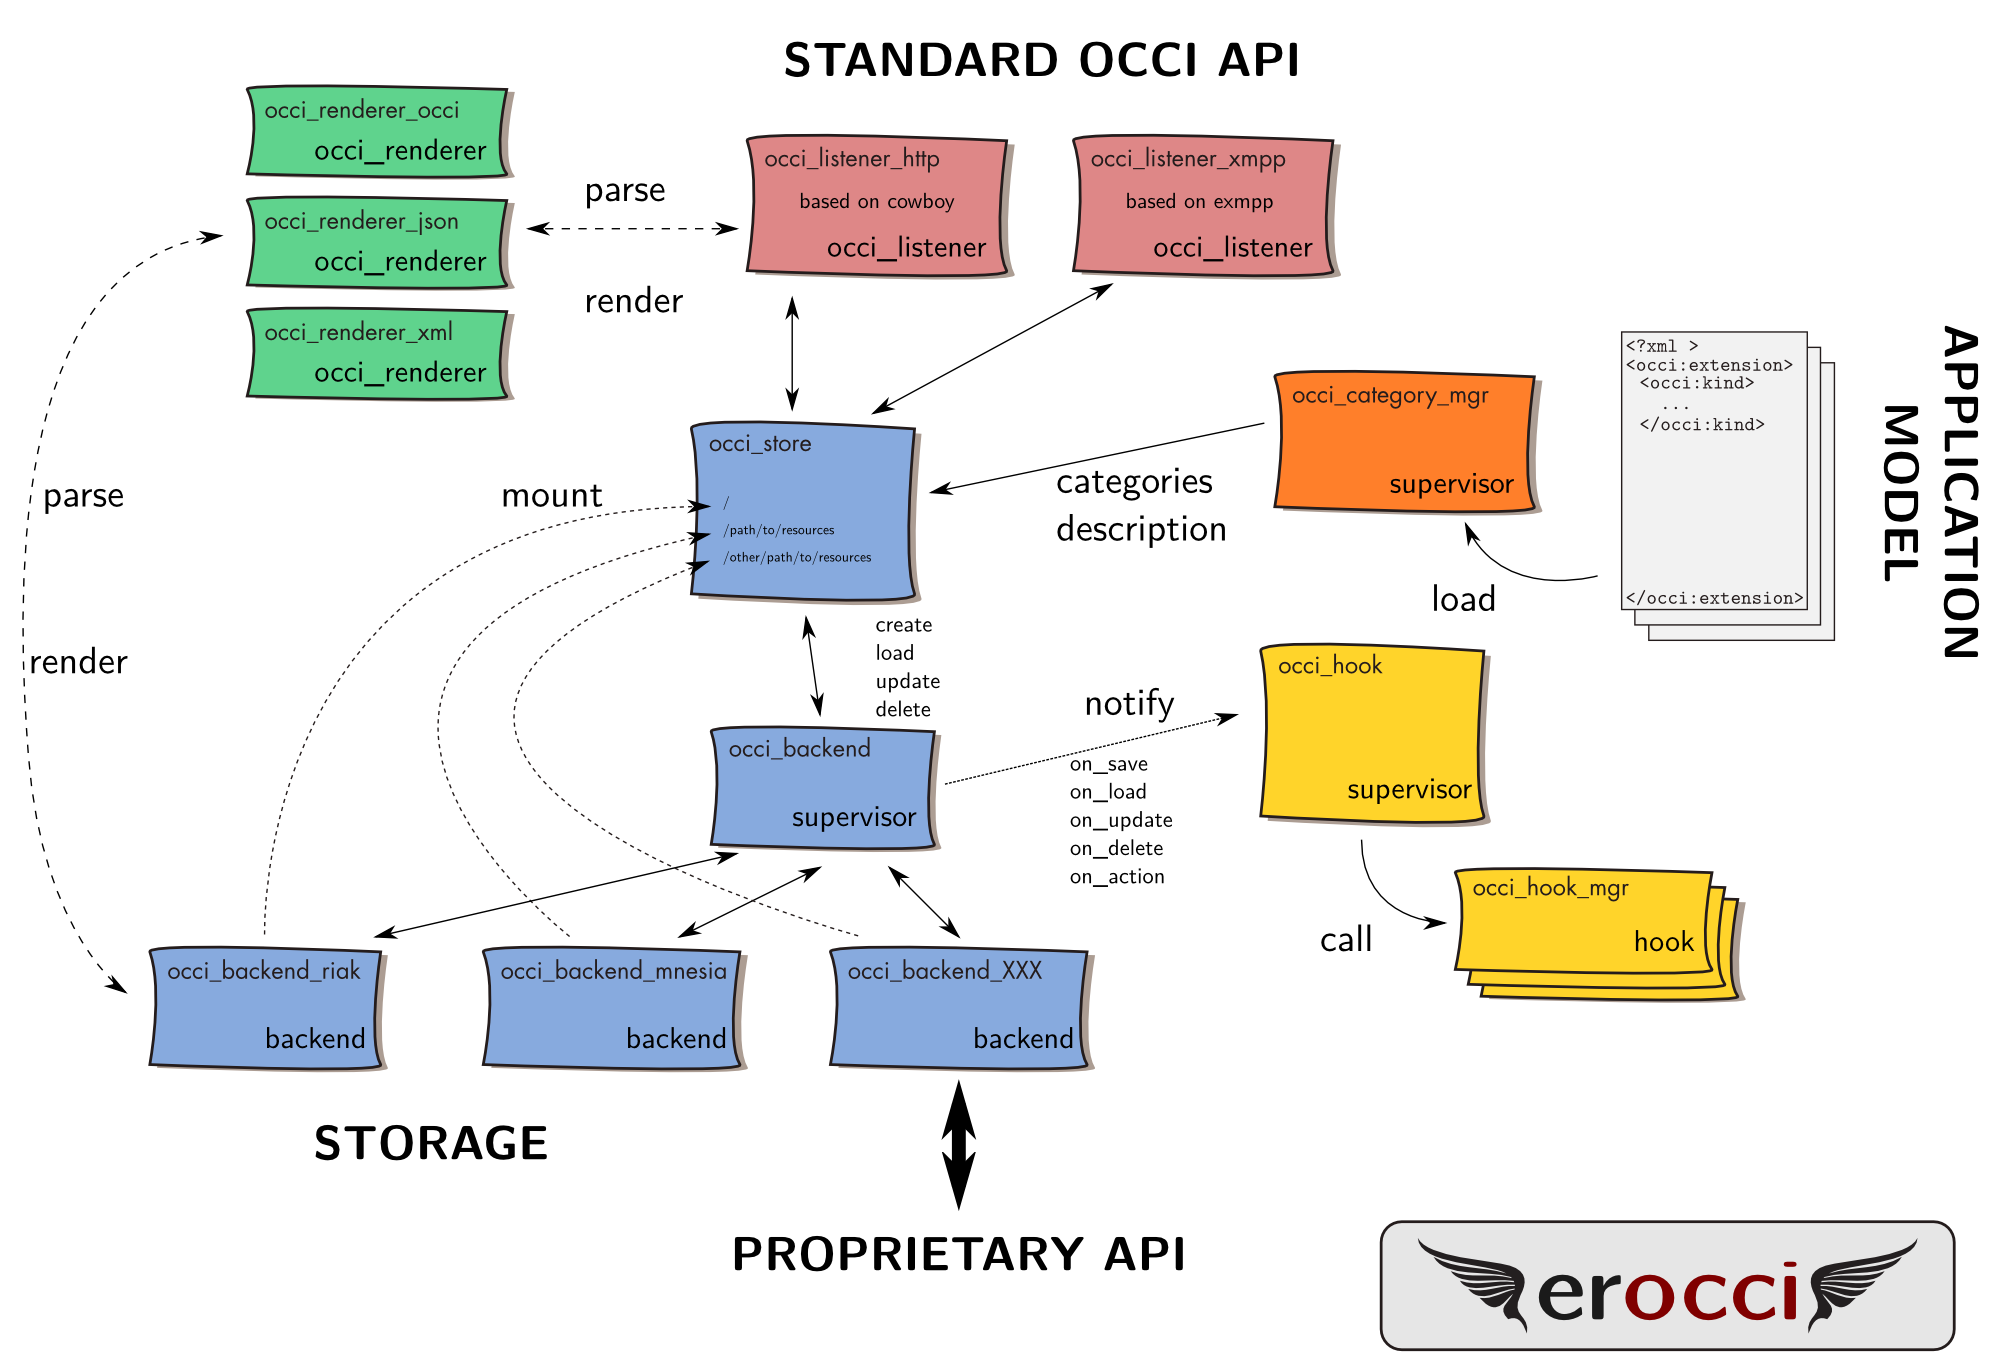 STANDARD OCCI API
occi_renderer_occi
occi_renderer
occi_renderer_json
occi_renderer
occi_renderer_xml
occi_renderer
parse
render
occi_listener_http
based on cowboy
occi_listener
occi_listener_xmpp
based on exmpp
occi_listener
occi_store
/
/path/to/resources
/other/path/to/resources
mount
parse
render
categories
description
occi_category_mgr
supervisor
load
<?xml >
<occi:extension>
<occi:kind>
...
</occi:kind>
</occi:extension>
APPLICATION
MODEL
create
load
update
delete
occi_backend
supervisor
notify
on_save
on_load
on_update
on_delete
on_action
occi_hook
supervisor
call
occi_hook_mgr
hook
occi_backend_riak
backend
occi_backend_mnesia
backend
occi_backend_XXX
backend
STORAGE
PROPRIETARY API
erocci